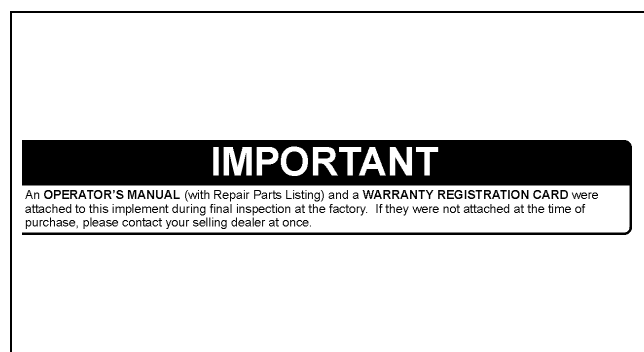 IMPORTANT
An OPERATOR'S MANUAL (with Repair Parts Listing) and a WARRANTY REGISTRATION CARD were
attached to this implement during final inspection at the factory.  If they were not attached at the time of
purchase, please contact your selling dealer at once.